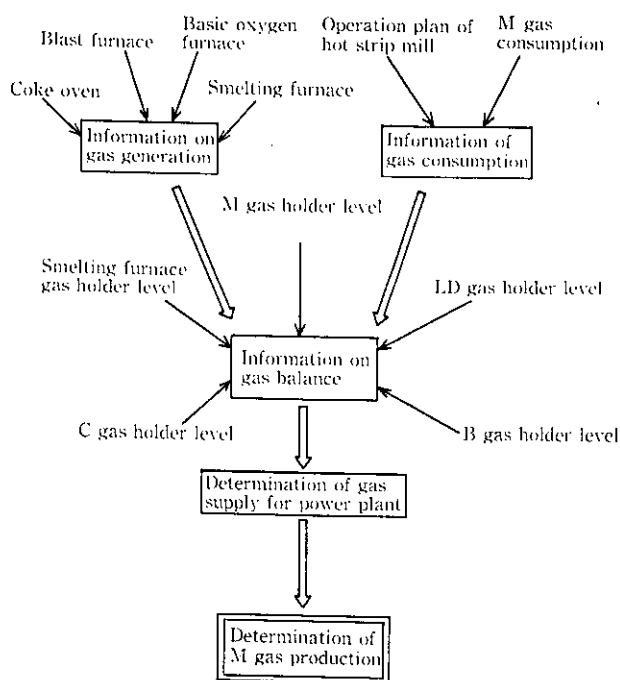 Blast furnace
Basic oxygen
furnace
Operation plan of
hot strip mill
M gas
consumption
Coke oven
Smelting furnace
Information on
gas generation
Information of
gas consumption
M gas holder level
Smelting furnace
gas holder level
LD gas holder level
Information on
gas balance
C gas holder level
B gas holder level
Determination of gas
supply for power plant
Determination of
M gas production